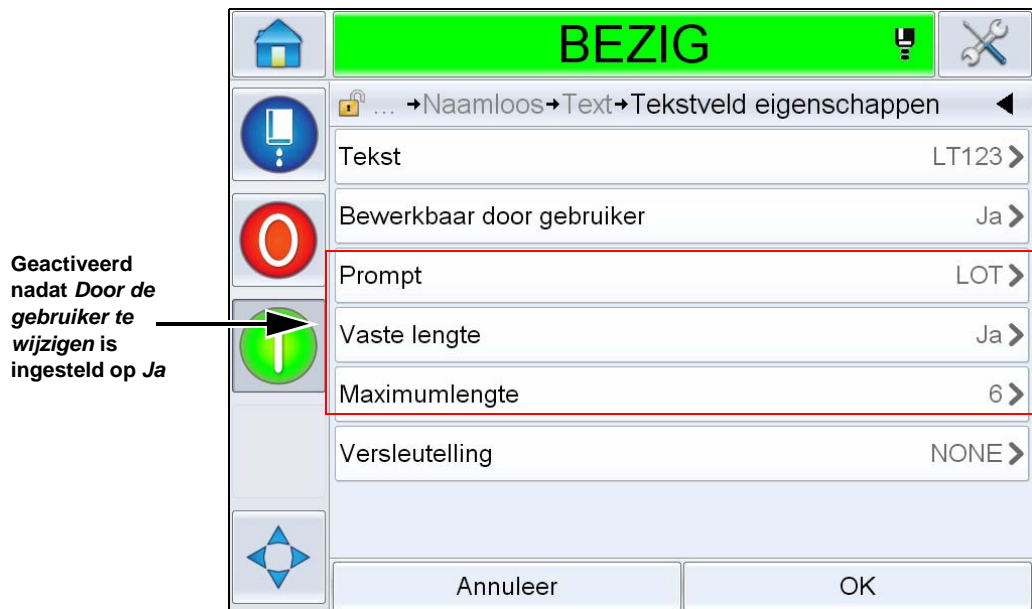 BEZIG
... →Naamloos→Text→Tekstveld eigenschappen
Tekst LT123
Bewerkbaar door gebruiker Ja
Prompt LOT
Vaste lengte Ja
Maximumlengte 6
Versleutelling NONE
Annuleer OK
Geactiveerd
nadat Door de
gebruiker te
wijzigen is
ingesteld op Ja